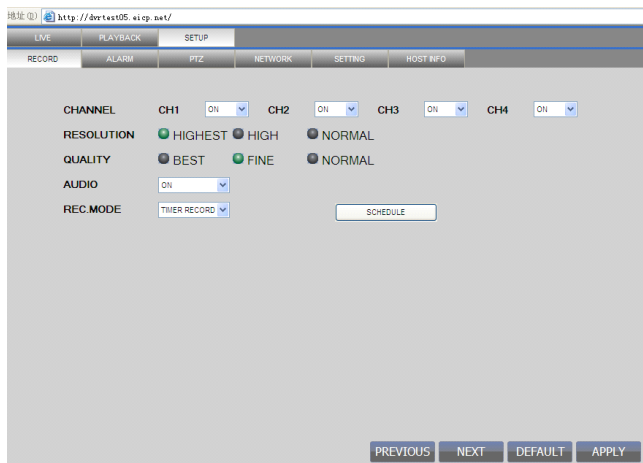 地址(D) http://dvrtest05.eicp.net/
LIVE PLAYBACK SETUP
RECORD ALARM PTZ NETWORK SETTING HOST INFO
CHANNEL CH1 ON CH2 ON CH3 ON CH4 ON
RESOLUTION HIGHEST HIGH NORMAL
QUALITY BEST FINE NORMAL
AUDIO ON
REC.MODE TIMER RECORD SCHEDULE
PREVIOUS NEXT DEFAULT APPLY